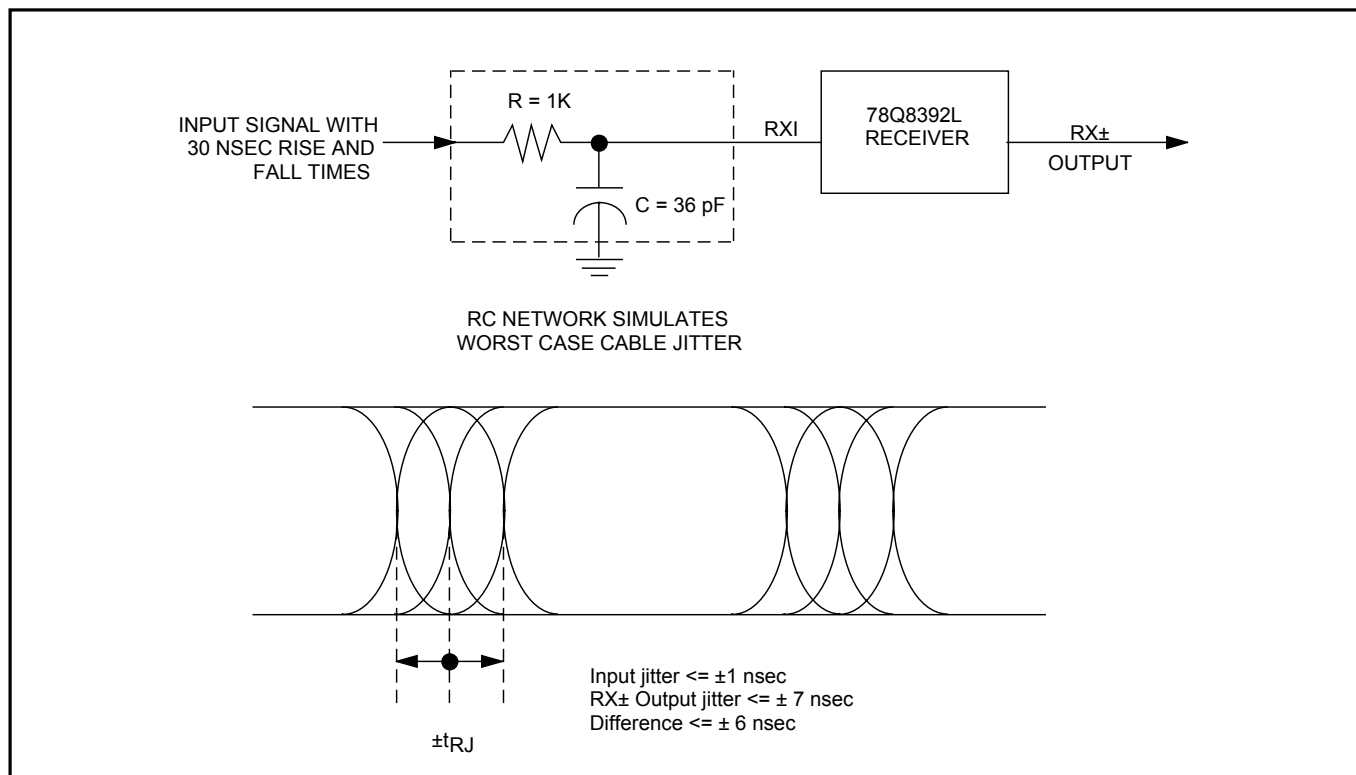 R = 1K
INPUT SIGNAL WITH
30 NSEC RISE AND
FALL TIMES
RXI
78Q8392L
RECEIVER
RX±
OUTPUT
C = 36 pF
RC NETWORK SIMULATES
WORST CASE CABLE JITTER
Input jitter <= ±1 nsec
RX± Output jitter <= ± 7 nsec
Difference <= ± 6 nsec
±tRJ